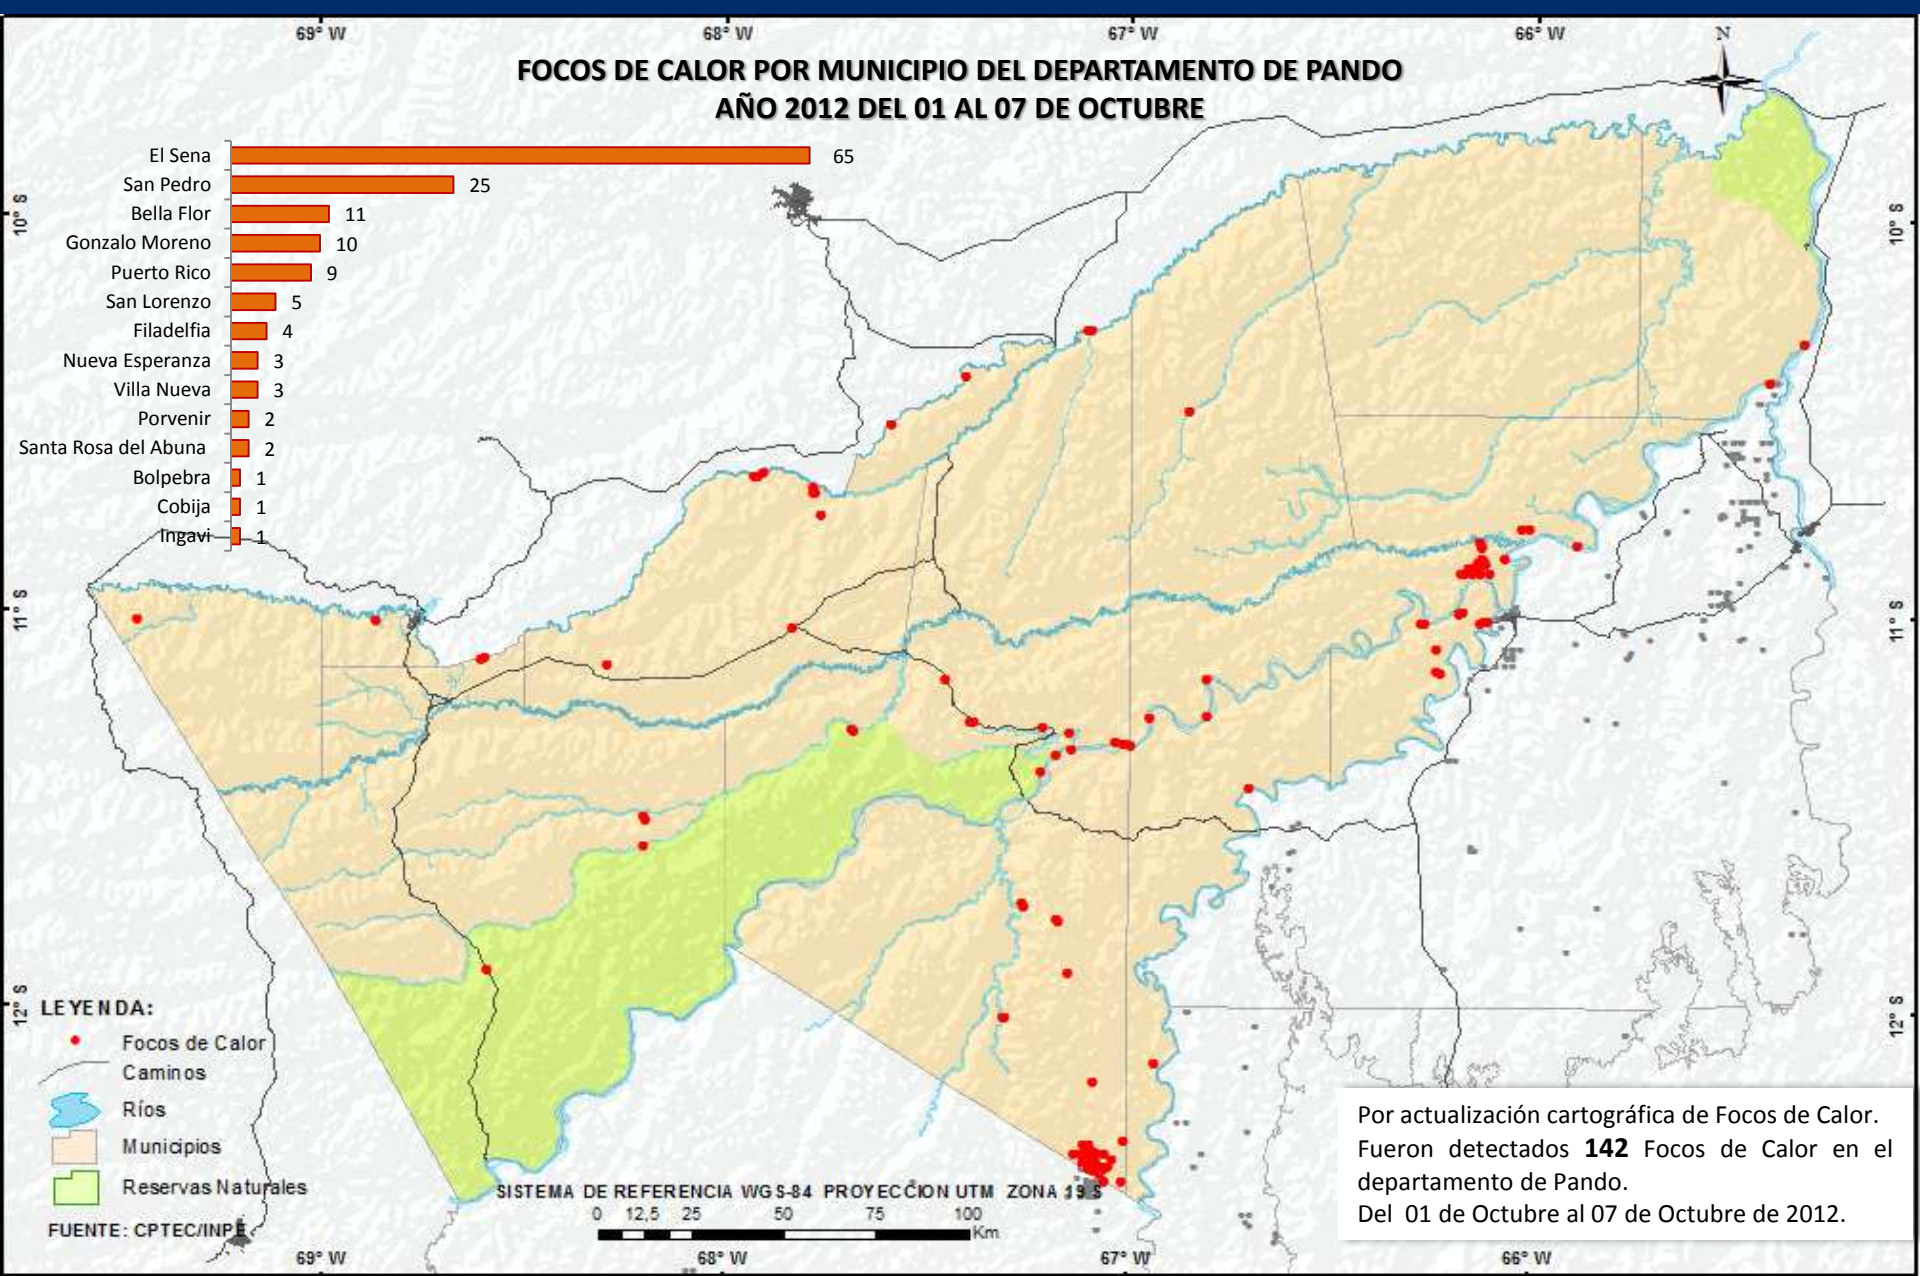 69° W 68° W 67° W 66° W
N
FOCOS DE CALOR POR MUNICIPIO DEL DEPARTAMENTO DE PANDO
AÑO 2012 DEL 01 AL 07 DE OCTUBRE
El Sena 65
San Pedro 25
Bella Flor 11
Gonzalo Moreno 10
Puerto Rico 9
San Lorenzo 5
Filadelfia 4
Nueva Esperanza 3
Villa Nueva 3
Porvenir 2
Santa Rosa del Abuna 2
Bolpebra 1
Cobija 1
Ingavi 1
10° S 10° S
11° S 11° S
12° S 12° S
LEYENDA:
Focos de Calor
Caminos
Ríos
Municipios
Reservas Naturales
FUENTE: CPTEC/INPE
SISTEMA DE REFERENCIA WGS-84 PROYECCION UTM ZONA 19 S
0 12,5 25 50 75 100
Km
Por actualización cartográfica de Focos de Calor.
Fueron detectados 142 Focos de Calor en el
departamento de Pando.
Del 01 de Octubre al 07 de Octubre de 2012.
69° W 68° W 67° W 66° W